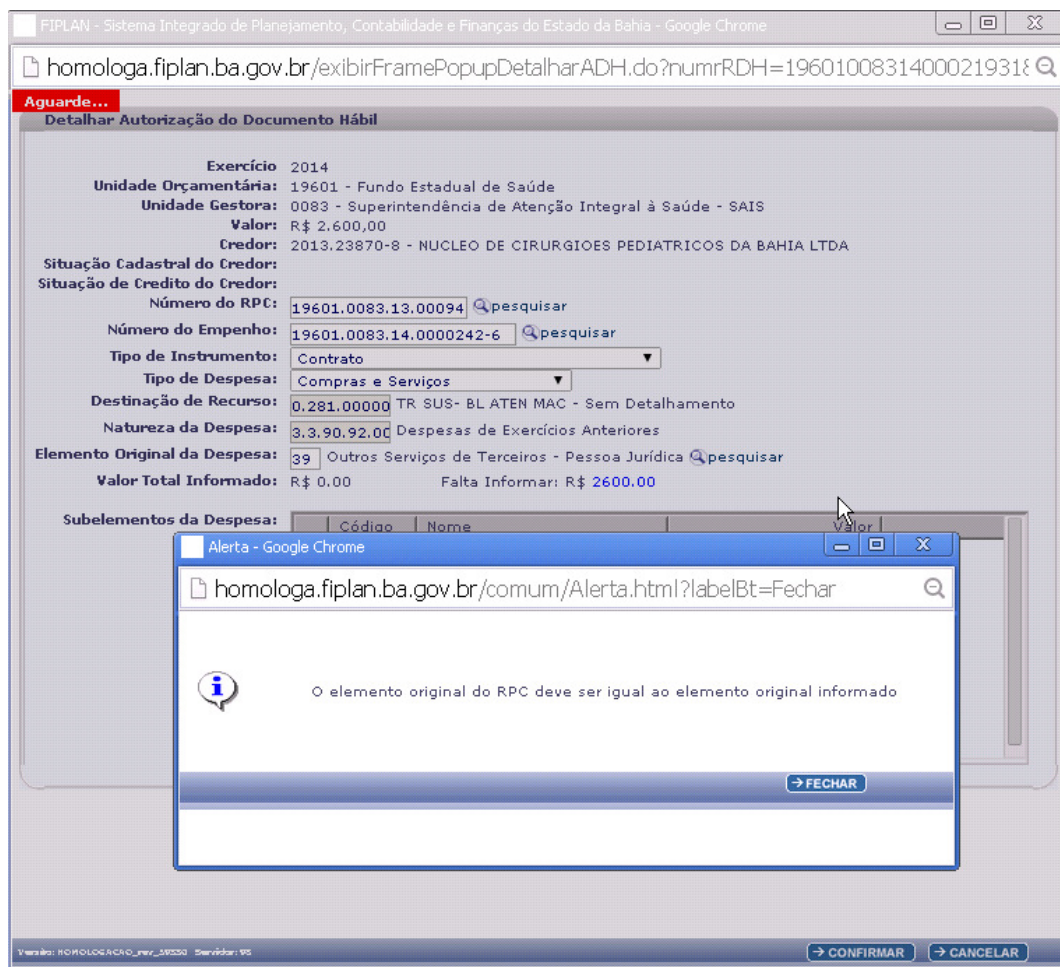 FIPLAN - Sistema Integrado de Planejamento, Contabilidade e Finanças do Estado da Bahia - Google Chrome
homologa.fiplan.ba.gov.br/exibirFramePopupDetalharADH.do?numrRDH=1960100831400021931
Aguarde...
Detalhar Autorização do Documento Hábil
Exercício 2014
Unidade Orçamentária: 19601 - Fundo Estadual de Saúde
Unidade Gestora: 0083 - Superintendência de Atenção Integral à Saúde - SAIS
Valor: R$ 2.600,00
Credor: 2013.23870-8 - NUCLEO DE CIRURGIOES PEDIATRICOS DA BAHIA LTDA
Situação Cadastral do Credor:
Situação de Credito do Credor:
Número do RPC: 19601.0083.13.00094 pesquisar
Número do Empenho: 19601.0083.14.0000242-6 pesquisar
Tipo de Instrumento: Contrato
Tipo de Despesa: Compras e Serviços
Destinação de Recurso: 0.281.00000 TR SUS- BL ATEN MAC - Sem Detalhamento
Natureza da Despesa: 3.3.90.92.00 Despesas de Exercícios Anteriores
Elemento Original da Despesa: 39 Outros Serviços de Terceiros - Pessoa Jurídica pesquisar
Valor Total Informado: R$ 0.00 Falta Informar: R$ 2600.00
Subelementos da Despesa: Código Nome Valor
Alerta - Google Chrome
homologa.fiplan.ba.gov.br/comum/Alerta.html?labelBt=Fechar
O elemento original do RPC deve ser igual ao elemento original informado
FECHAR
Versão: HOMOLOGACAO_rev_ Servidor:
CONFIRMAR CANCELAR